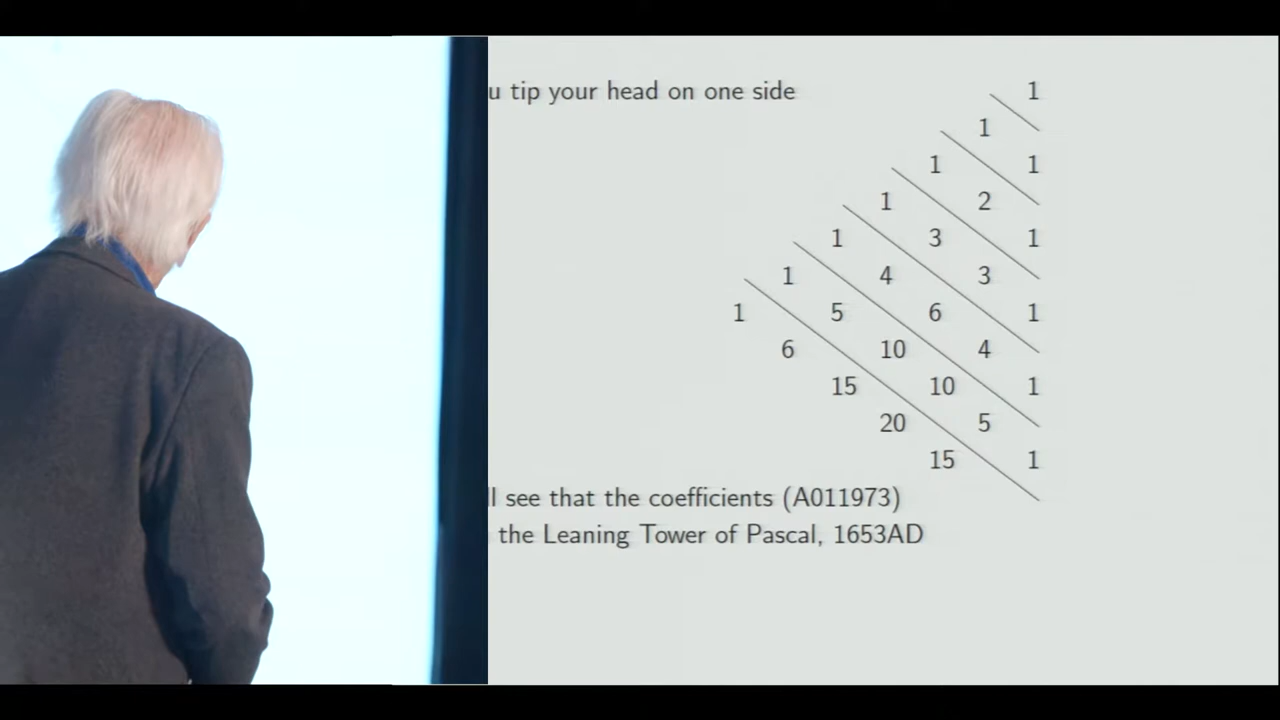 u tip your head on one side 1
1
1 1
1 2
1 3 1
1 4 3
1 5 6 1
6 10 4
15 10 1
20 5
15 1
ll see that the coefficients (A011973)
the Leaning Tower of Pascal, 1653AD